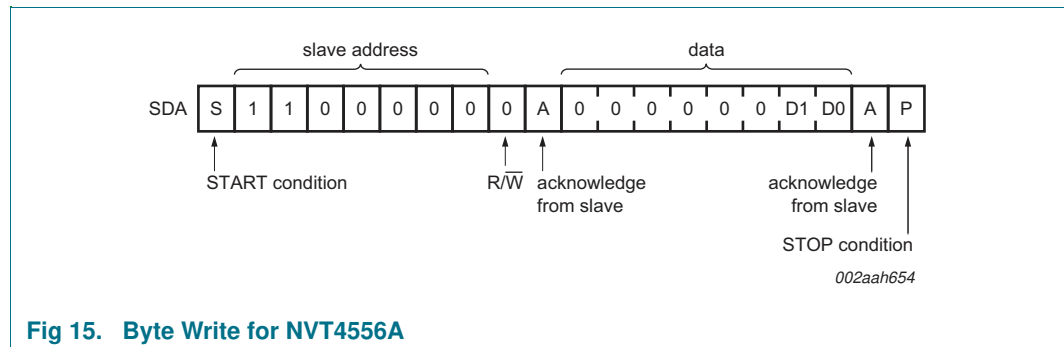 slave address data
SDA S 1 1 0 0 0 0 0 0 A 0 0 0 0 0 0 D1 D0 A P
START condition R/W̅ acknowledge from slave acknowledge from slave
STOP condition
002aah654
Fig 15. Byte Write for NVT4556A